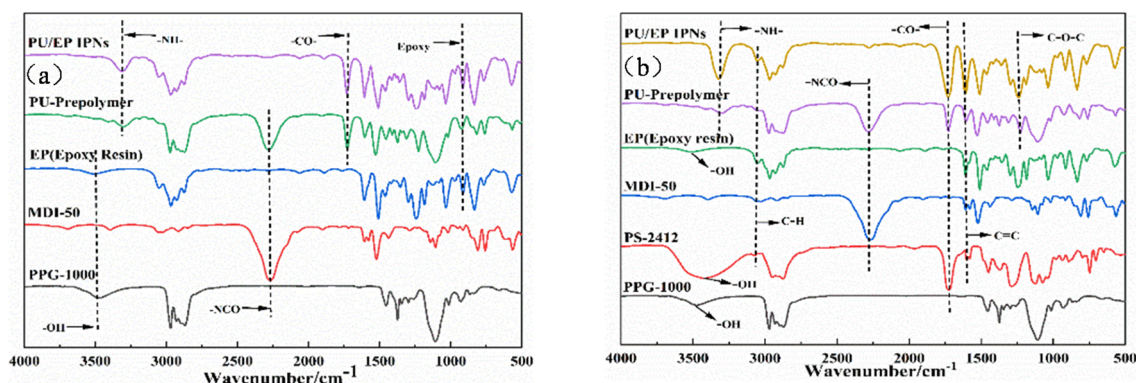 (a)
PU/EP IPNs
-NH-
-CO-
Epoxy
PU-Prepolymer
EP(Epoxy Resin)
MDI-50
PPG-1000
-OH
-NCO
4000 3500 3000 2500 2000 1500 1000 500
Wavenumber/cm-1
(b)
PU/EP IPNs
-NH-
-CO-
C-O-C
-NCO
PU-Prepolymer
EP(Epoxy resin)
-OH
MDI-50
C-H
C=C
PS-2412
-OH
PPG-1000
-OH
4000 3500 3000 2500 2000 1500 1000 500
Wavenumber/cm-1